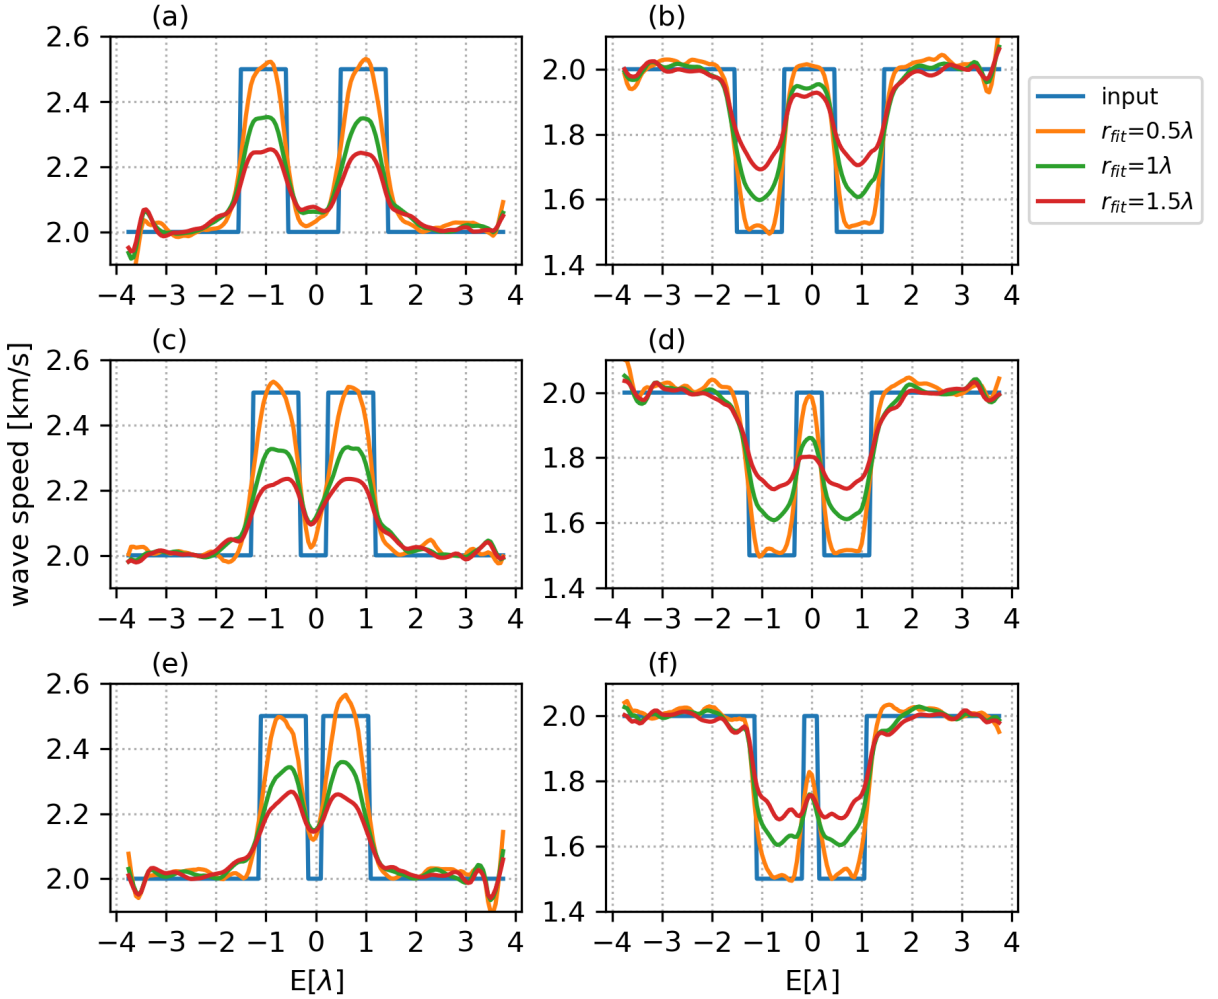 (a)
2.6
2.4
2.2
2.0
−4 −3 −2 −1 0 1 2 3 4
(b)
2.0
1.8
1.6
1.4
−4 −3 −2 −1 0 1 2 3 4
input
r_fit=0.5λ
r_fit=1λ
r_fit=1.5λ
wave speed [km/s]
(c)
2.6
2.4
2.2
2.0
−4 −3 −2 −1 0 1 2 3 4
(d)
2.0
1.8
1.6
1.4
−4 −3 −2 −1 0 1 2 3 4
(e)
2.6
2.4
2.2
2.0
−4 −3 −2 −1 0 1 2 3 4
E[λ]
(f)
2.0
1.8
1.6
1.4
−4 −3 −2 −1 0 1 2 3 4
E[λ]